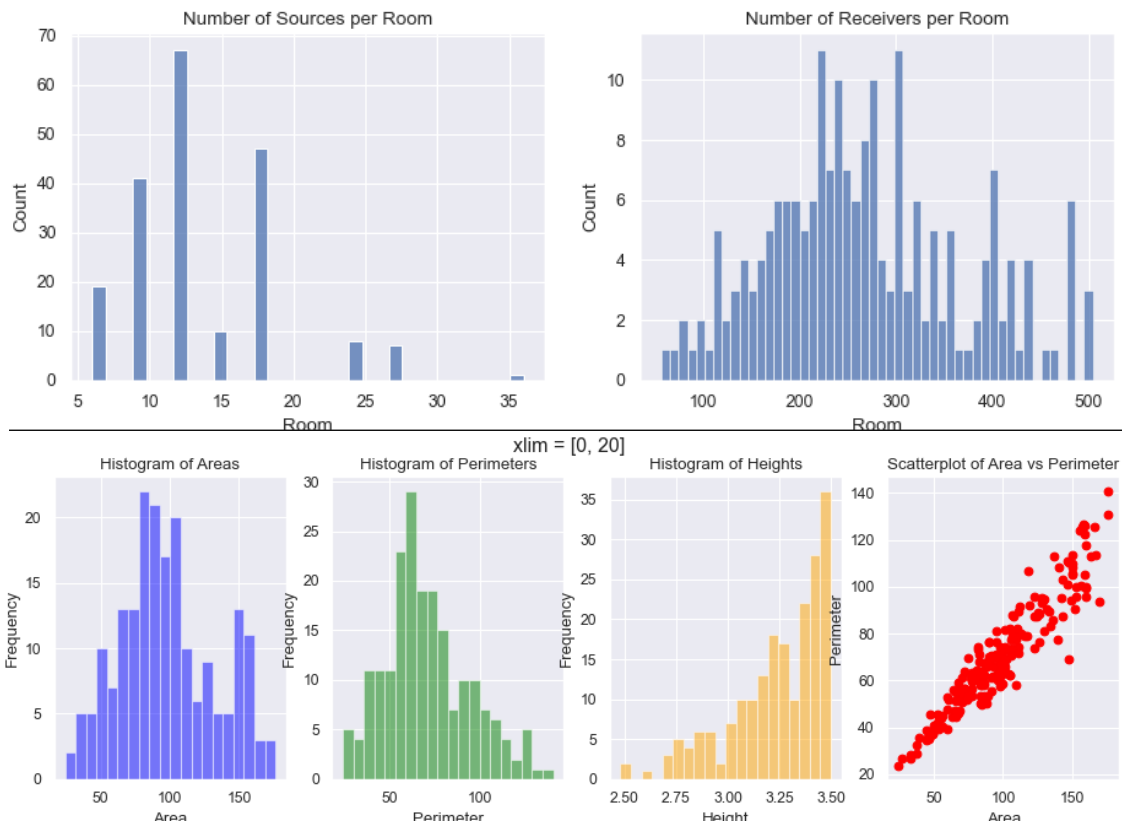 Number of Sources per Room
70
60
50
40
30
20
10
0
Count
5 10 15 20 25 30 35
Room
Number of Receivers per Room
10
8
6
4
2
0
Count
100 200 300 400 500
Room
xlim = [0, 20]
Histogram of Areas
20
15
10
5
0
Frequency
50 100 150
Area
Histogram of Perimeters
30
25
20
15
10
5
0
Frequency
50 100
Perimeter
Histogram of Heights
35
30
25
20
15
10
5
0
Frequency
2.50 2.75 3.00 3.25 3.50
Height
Scatterplot of Area vs Perimeter
140
120
100
80
60
40
20
Perimeter
50 100 150
Area